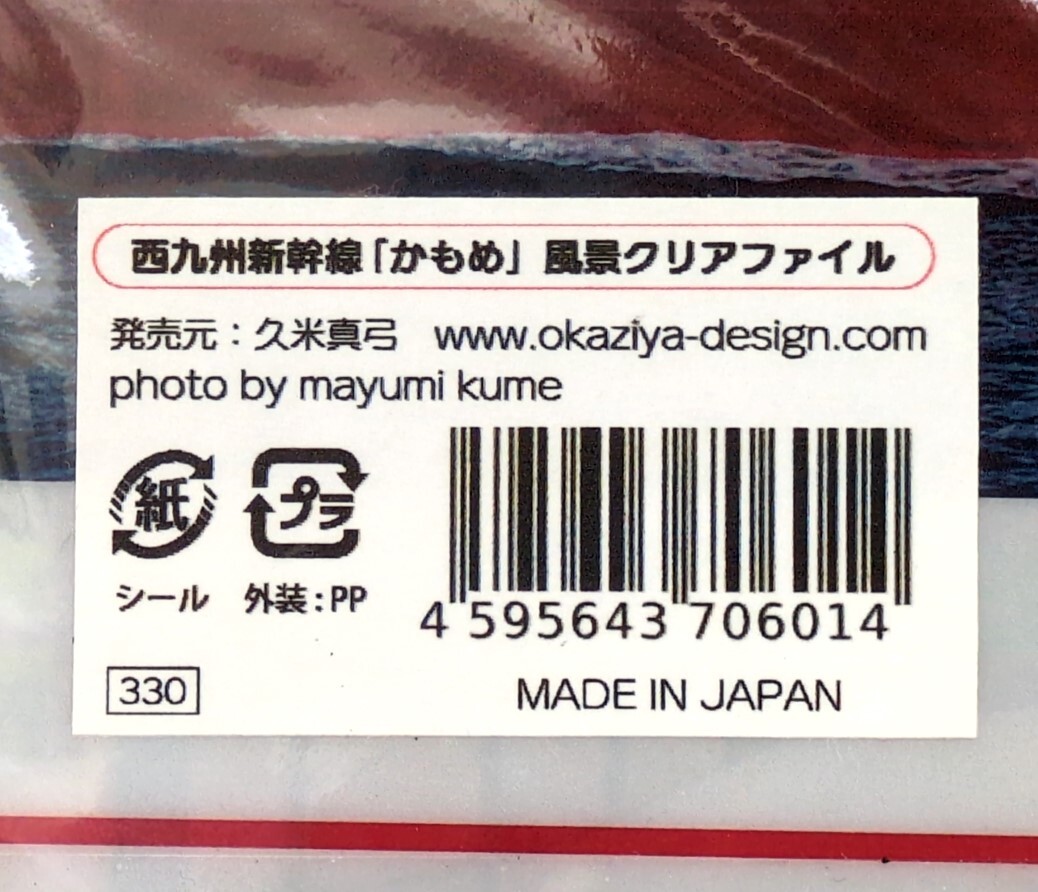 西九州新幹線「かもめ」 風景クリアファイル
発売元：久米真弓　www.okaziya-design.com
photo by mayumi kume
紙 プラ
シール 外装：PP
4 595643 706014
330 MADE IN JAPAN